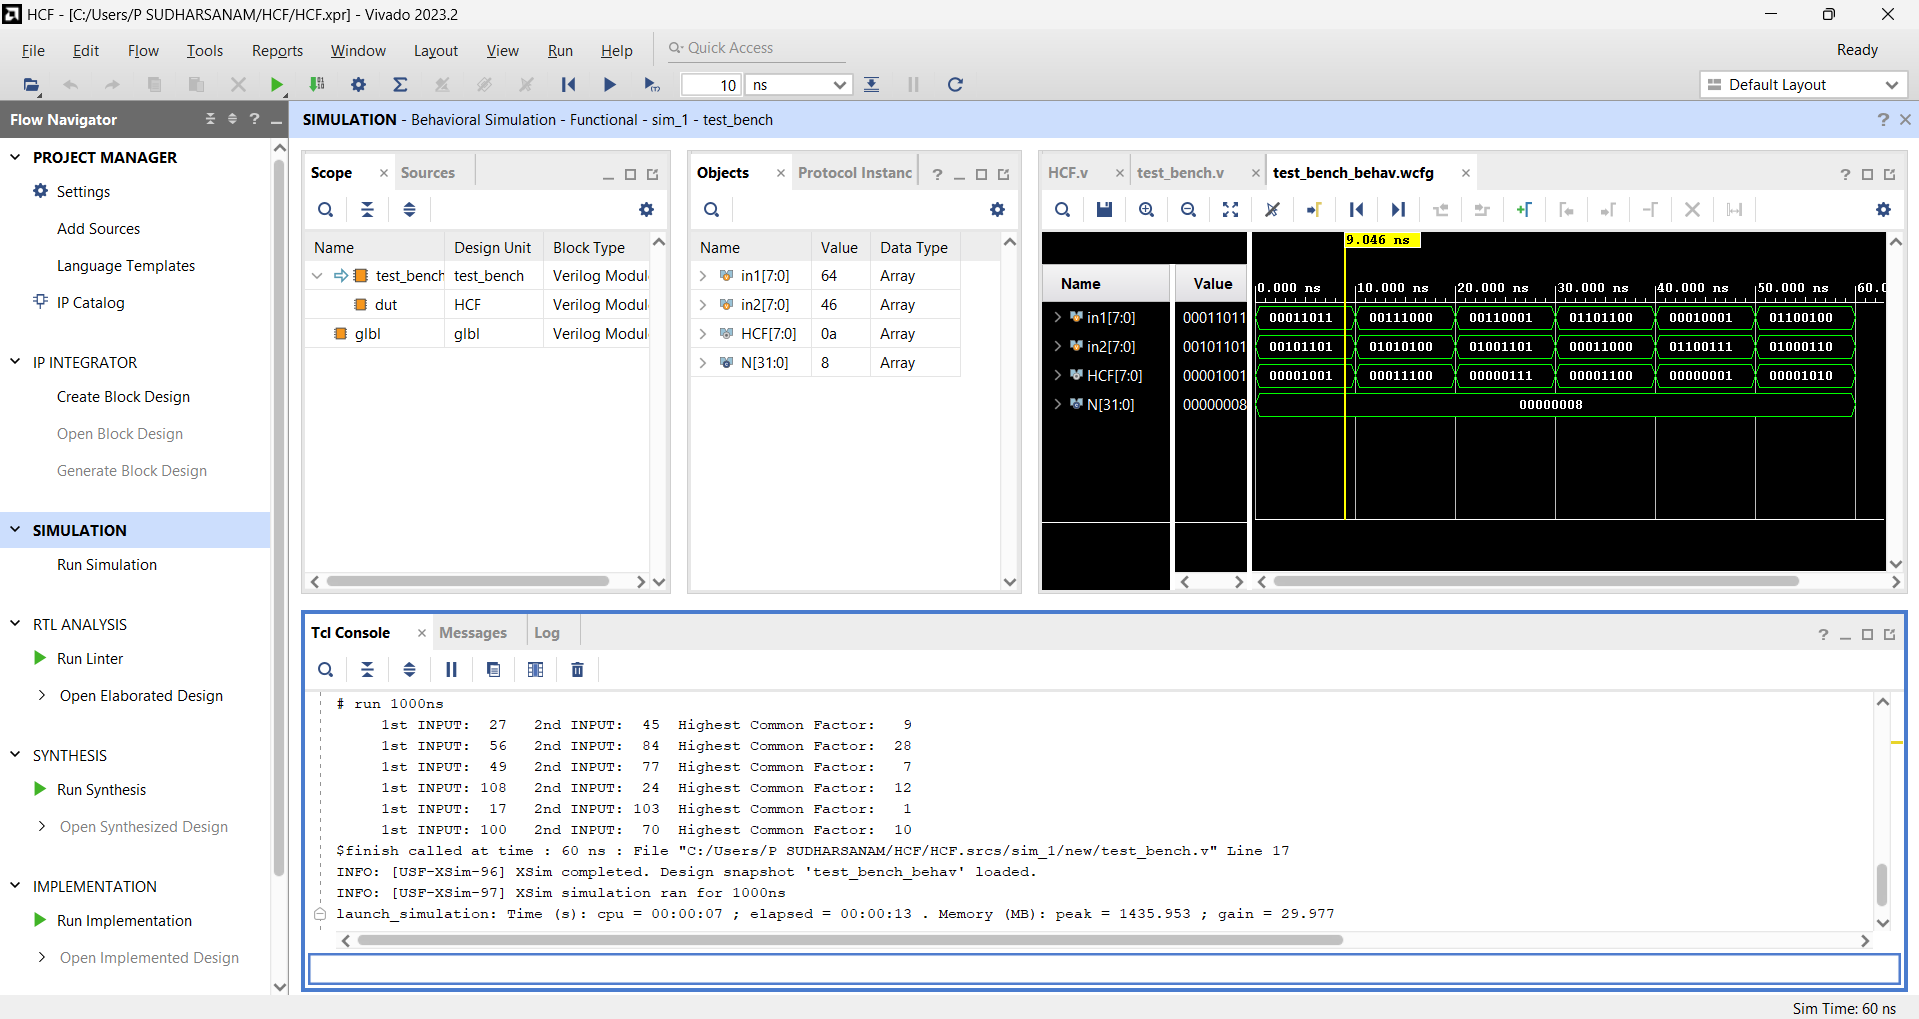 HCF - [C:/Users/P SUDHARSANAM/HCF/HCF.xpr] - Vivado 2023.2
File Edit Flow Tools Reports Window Layout View Run Help Quick Access Ready
10 ns Default Layout
Flow Navigator
SIMULATION - Behavioral Simulation - Functional - sim_1 - test_bench
PROJECT MANAGER
Settings
Add Sources
Language Templates
IP Catalog
IP INTEGRATOR
Create Block Design
Open Block Design
Generate Block Design
SIMULATION
Run Simulation
RTL ANALYSIS
Run Linter
Open Elaborated Design
SYNTHESIS
Run Synthesis
Open Synthesized Design
IMPLEMENTATION
Run Implementation
Open Implemented Design
Scope Sources
Name Design Unit Block Type
test_bench test_bench Verilog Modul
dut HCF Verilog Modul
glbl glbl Verilog Modul
Objects Protocol Instanc
Name Value Data Type
in1[7:0] 64 Array
in2[7:0] 46 Array
HCF[7:0] 0a Array
N[31:0] 8 Array
HCF.v test_bench.v test_bench_behav.wcfg
9.046 ns
Name Value 0.000 ns 10.000 ns 20.000 ns 30.000 ns 40.000 ns 50.000 ns 60.0
in1[7:0] 00011011 00011011 00111000 00110001 01101100 00010001 01100100
in2[7:0] 00101101 00101101 01010100 01001101 00011000 01100111 01000110
HCF[7:0] 00001001 00001001 00011100 00000111 00001100 00000001 00001010
N[31:0] 00000008 00000008
Tcl Console Messages Log
# run 1000ns
1st INPUT: 27 2nd INPUT: 45 Highest Common Factor: 9
1st INPUT: 56 2nd INPUT: 84 Highest Common Factor: 28
1st INPUT: 49 2nd INPUT: 77 Highest Common Factor: 7
1st INPUT: 108 2nd INPUT: 24 Highest Common Factor: 12
1st INPUT: 17 2nd INPUT: 103 Highest Common Factor: 1
1st INPUT: 100 2nd INPUT: 70 Highest Common Factor: 10
$finish called at time : 60 ns : File "C:/Users/P SUDHARSANAM/HCF/HCF.srcs/sim_1/new/test_bench.v" Line 17
INFO: [USF-XSim-96] XSim completed. Design snapshot 'test_bench_behav' loaded.
INFO: [USF-XSim-97] XSim simulation ran for 1000ns
launch_simulation: Time (s): cpu = 00:00:07 ; elapsed = 00:00:13 . Memory (MB): peak = 1435.953 ; gain = 29.977
Sim Time: 60 ns